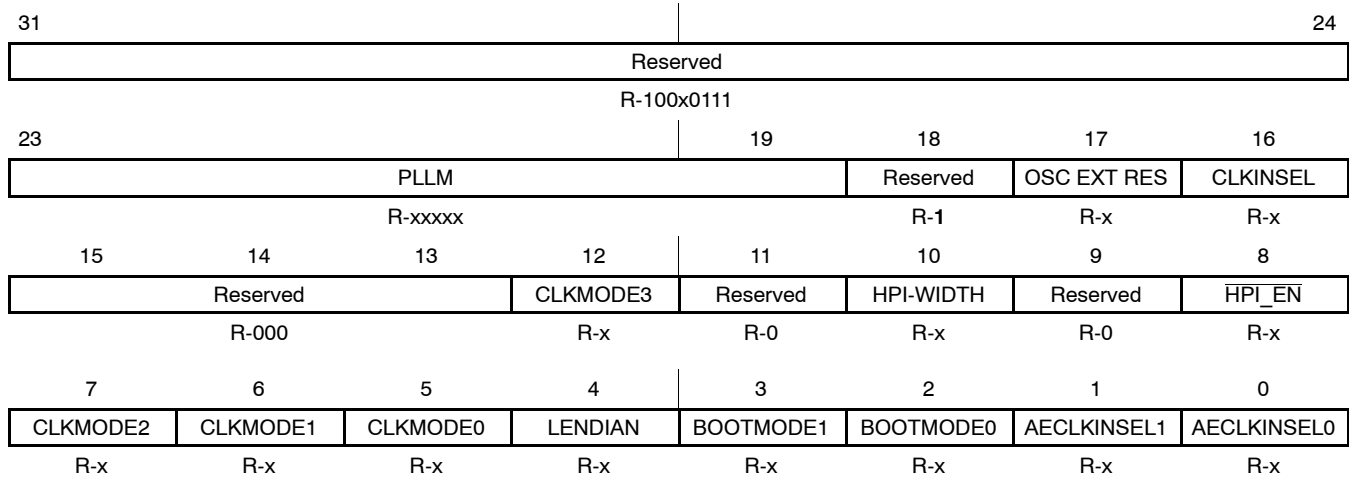 31 24
Reserved
R-100x0111
23 19 18 17 16
PLLM Reserved OSC EXT RES CLKINSEL
R-xxxxx R-1 R-x R-x
15 14 13 12 11 10 9 8
Reserved CLKMODE3 Reserved HPI-WIDTH Reserved HPI_EN
R-000 R-x R-0 R-x R-0 R-x
7 6 5 4 3 2 1 0
CLKMODE2 CLKMODE1 CLKMODE0 LENDIAN BOOTMODE1 BOOTMODE0 AECLKINSEL1 AECLKINSEL0
R-x R-x R-x R-x R-x R-x R-x R-x